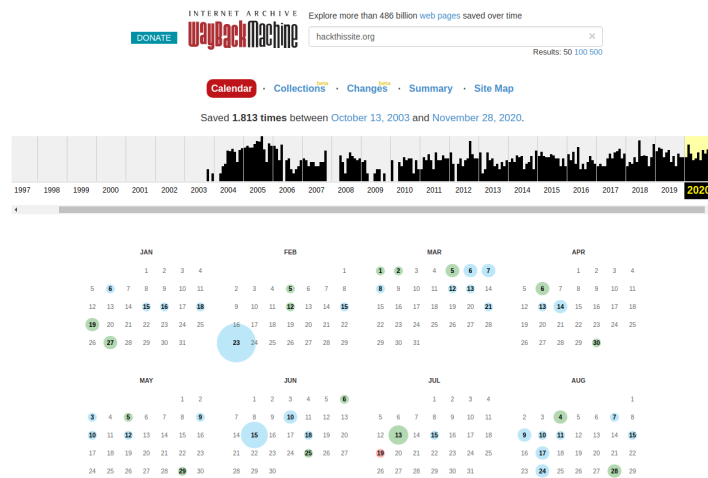 INTERNET ARCHIVE
WayBackMachine
DONATE
Explore more than 486 billion web pages saved over time
hackthissite.org
×
Results: 50 100 500
Calendar · Collections beta · Changes beta · Summary · Site Map
Saved 1.813 times between October 13, 2003 and November 28, 2020.
1997 1998 1999 2000 2001 2002 2003 2004 2005 2006 2007 2008 2009 2010 2011 2012 2013 2014 2015 2016 2017 2018 2019 2020
JAN FEB MAR APR
1 2 3 4 1 1 2 3 4 5 6 7 1 2 3 4
5 6 7 8 9 10 11 2 3 4 5 6 7 8 8 9 10 11 12 13 14 5 6 7 8 9 10 11
12 13 14 15 16 17 18 9 10 11 12 13 14 15 15 16 17 18 19 20 21 12 13 14 15 16 17 18
19 20 21 22 23 24 25 16 17 18 19 20 21 22 22 23 24 25 26 27 28 19 20 21 22 23 24 25
26 27 28 29 30 31 23 24 25 26 27 28 29 29 30 31 26 27 28 29 30
MAY JUN JUL AUG
1 2 1 2 3 4 5 6 1 2 3 4 1
3 4 5 6 7 8 9 7 8 9 10 11 12 13 5 6 7 8 9 10 11 2 3 4 5 6 7 8
10 11 12 13 14 15 16 14 15 16 17 18 19 20 12 13 14 15 16 17 18 9 10 11 12 13 14 15
17 18 19 20 21 22 23 21 22 23 24 25 26 27 19 20 21 22 23 24 25 16 17 18 19 20 21 22
24 25 26 27 28 29 30 28 29 30 26 27 28 29 30 31 23 24 25 26 27 28 29